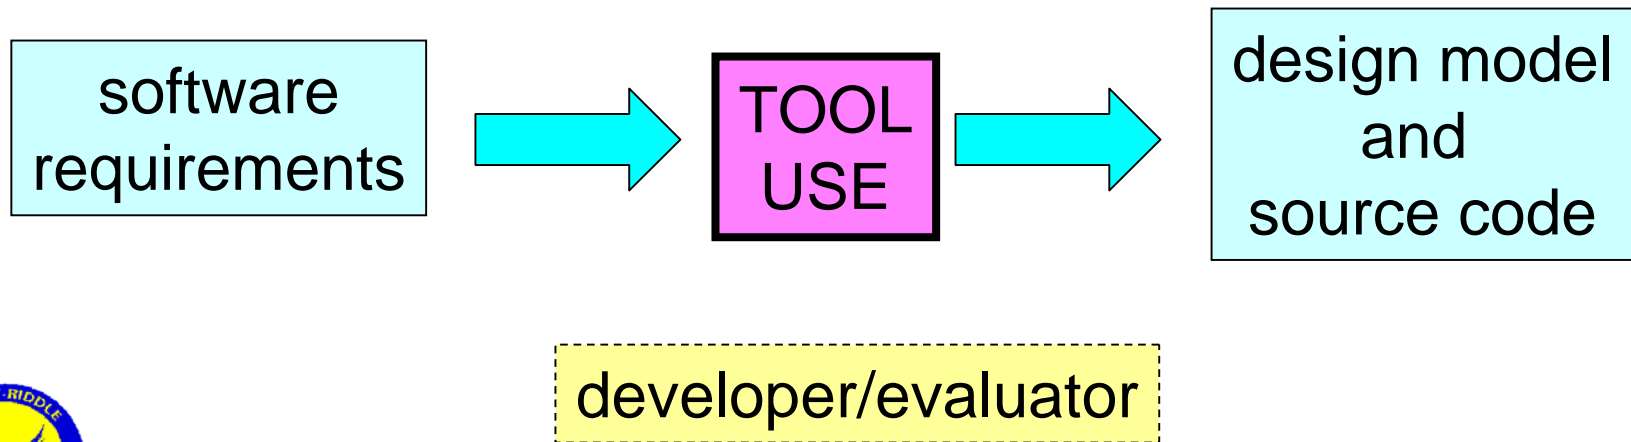 software
requirements
TOOL
USE
design model
and
source code
developer/evaluator
RIDDLE